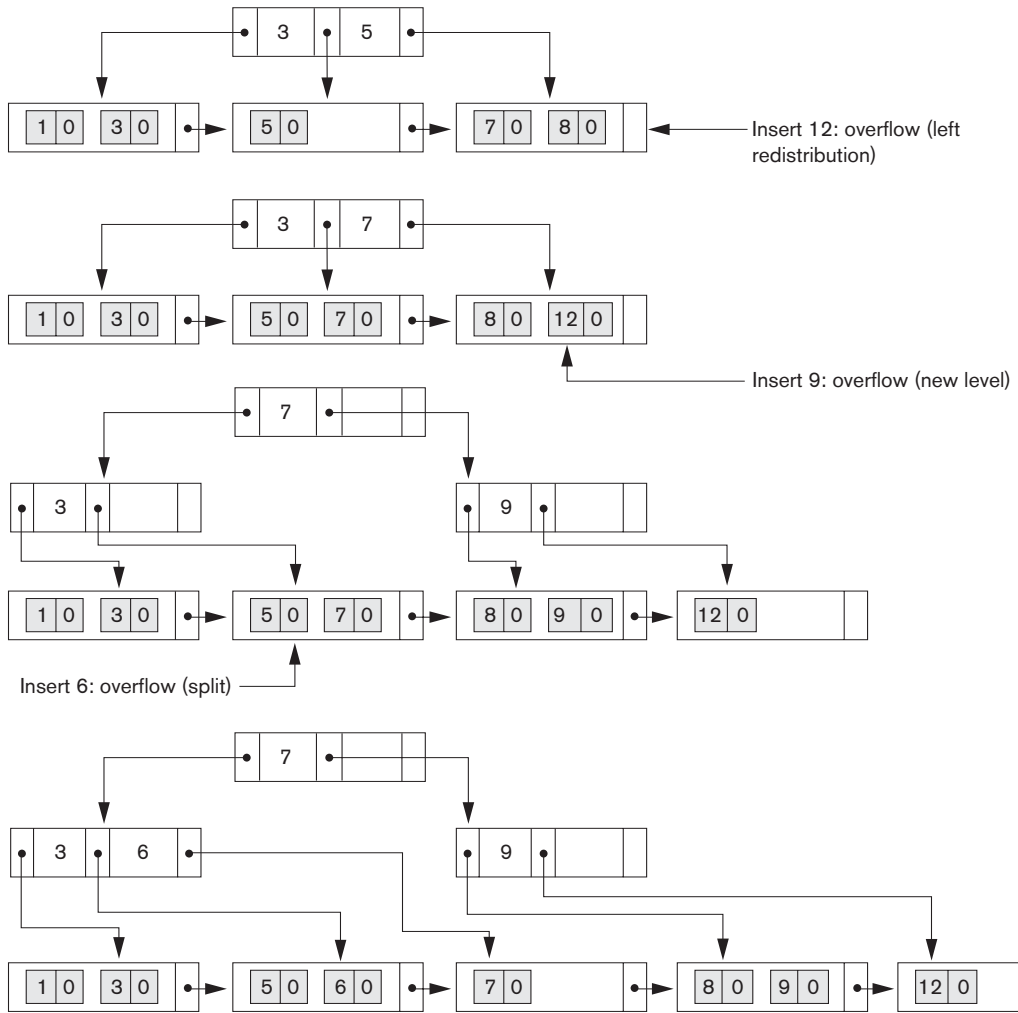 3 5
1 0 3 0 5 0 7 0 8 0
Insert 12: overflow (left
redistribution)
3 7
1 0 3 0 5 0 7 0 8 0 12 0
Insert 9: overflow (new level)
7
3 9
1 0 3 0 5 0 7 0 8 0 9 0 12 0
Insert 6: overflow (split)
7
3 6 9
1 0 3 0 5 0 6 0 7 0 8 0 9 0 12 0